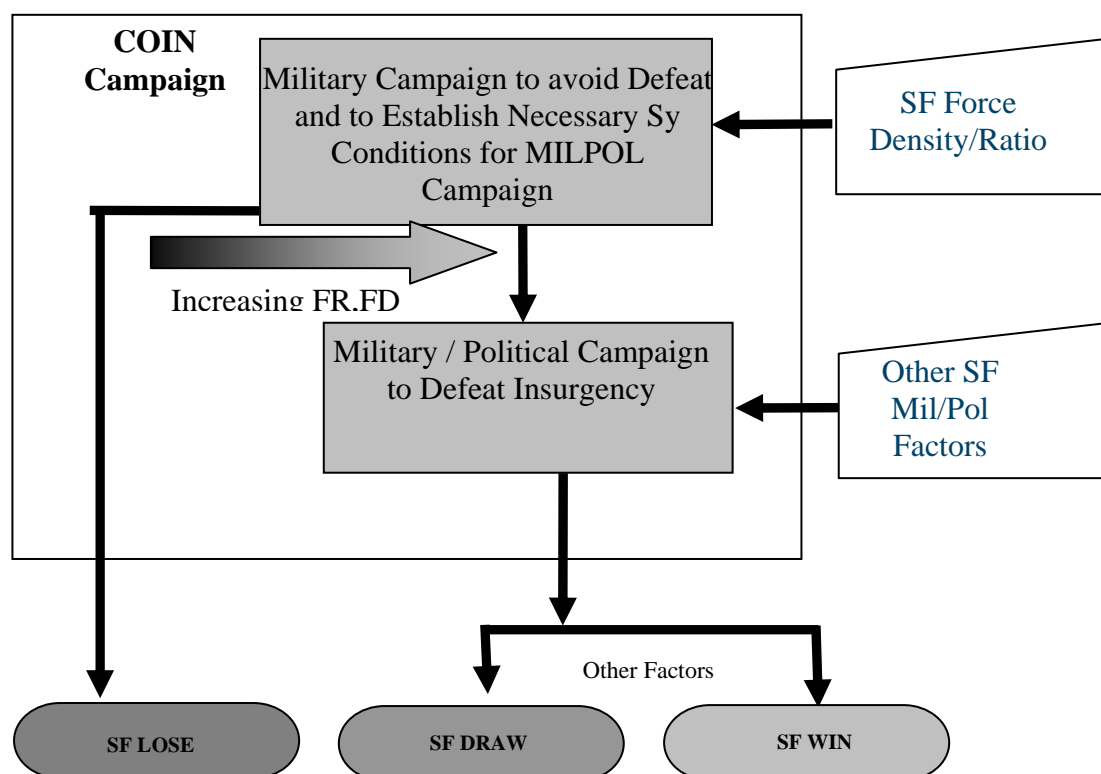 COIN
Campaign
Military Campaign to avoid Defeat
and to Establish Necessary Sy
Conditions for MILPOL
Campaign
SF Force
Density/Ratio
Increasing FR,FD
Military / Political Campaign
to Defeat Insurgency
Other SF
Mil/Pol
Factors
Other Factors
SF LOSE
SF DRAW
SF WIN